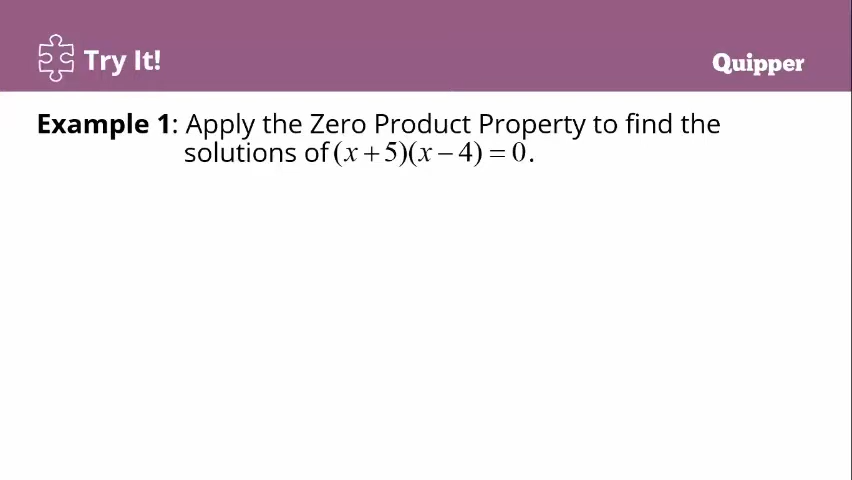 Try It!
Quipper
Example 1: Apply the Zero Product Property to find the
solutions of (x + 5)(x − 4) = 0.